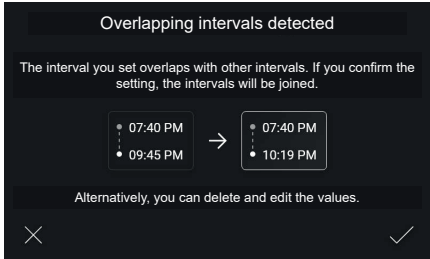 Overlapping intervals detected
The interval you set overlaps with other intervals. If you confirm the
setting, the intervals will be joined.
07:40 PM
09:45 PM
07:40 PM
10:19 PM
Alternatively, you can delete and edit the values.